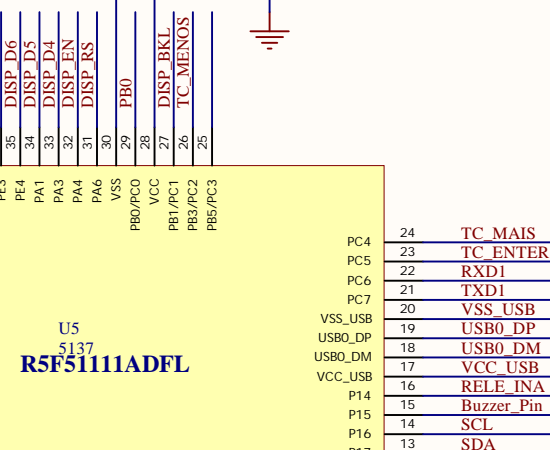 DISP_D6
DISP_D5
DISP_D4
DISP_EN
DISP_RS
PB0
DISP_BKL
TC_MENOS
35
34
33
32
31
30
29
28
27
26
25
PE3
PE4
PA1
PA3
PA4
PA6
VSS
PB0/PC0
VCC
PB1/PC1
PB3/PC2
PB5/PC3
PC4 24 TC_MAIS
PC5 23 TC_ENTER
PC6 22 RXD1
PC7 21 TXD1
VSS_USB 20 VSS_USB
USB0_DP 19 USB0_DP
USB0_DM 18 USB0_DM
VCC_USB 17 VCC_USB
P14 16 RELE_INA
P15 15 Buzzer_Pin
P16 14 SCL
P17 13 SDA
U5
5137
R5F51111ADFL